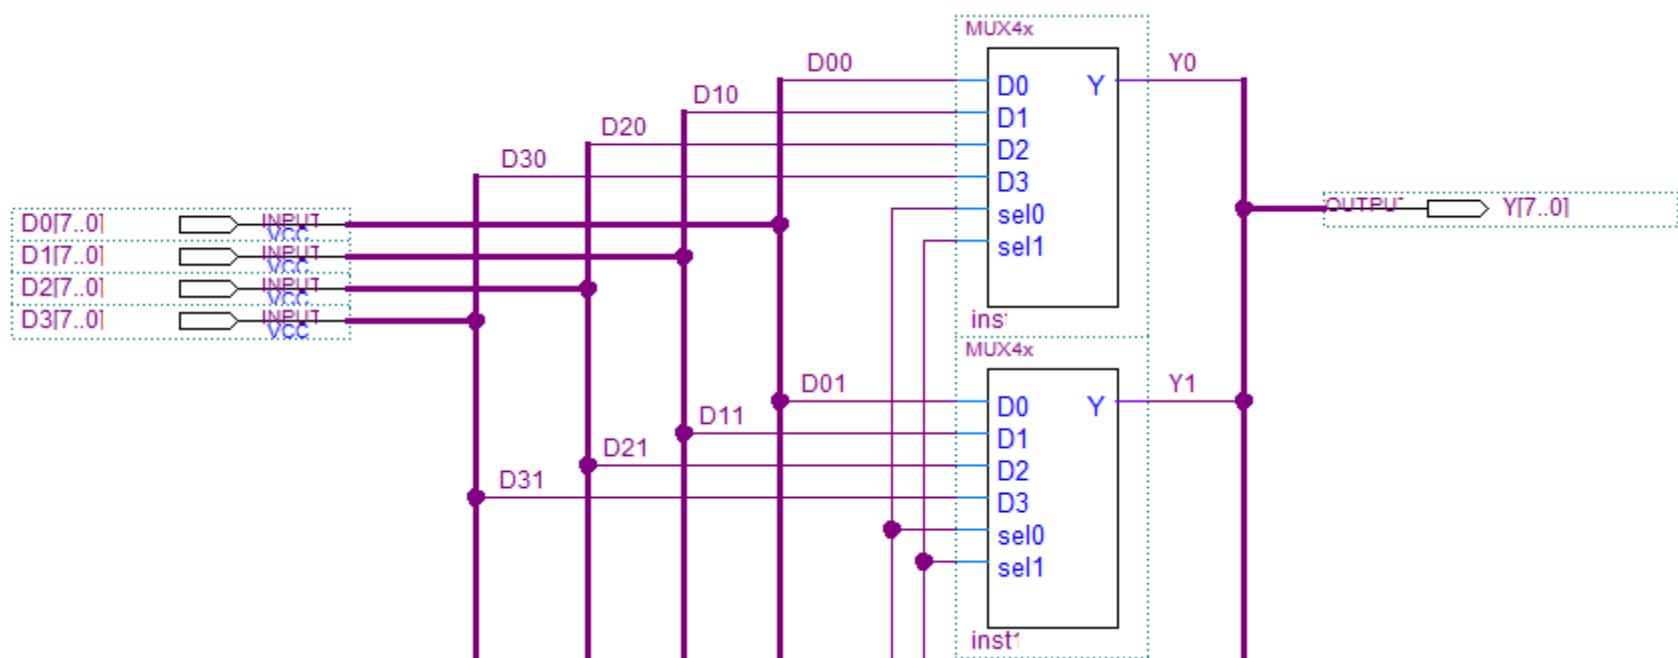 MUX4x
D00
Y0
D0
Y
D10
D1
D20
D2
D30
D3
sel0
sel1
D0[7..0]
INPUT
VCC
D1[7..0]
INPUT
VCC
D2[7..0]
INPUT
VCC
D3[7..0]
INPUT
VCC
OUTPUT
Y[7..0]
inst
MUX4x
D01
Y1
D0
Y
D11
D1
D21
D2
D31
D3
sel0
sel1
inst1